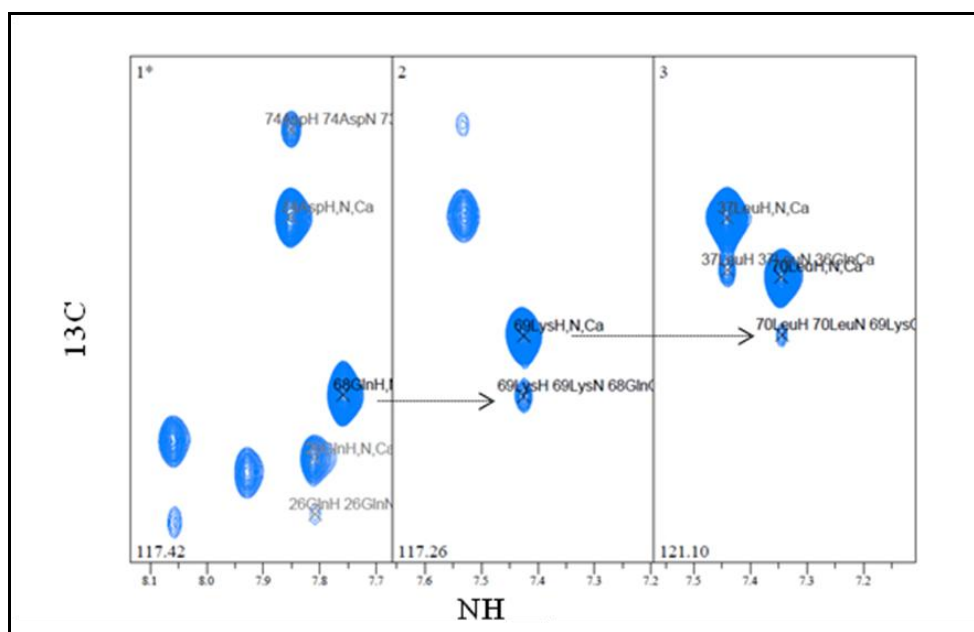 1* 2 3
74AspH 74AspN 73
AspH,N,Ca
37LeuH,N,Ca
37LeuH 37LeuN 36GlnCa
70LeuH,N,Ca
69LysH,N,Ca
70LeuH 70LeuN 69LysC
68GlnH,N
69LysH 69LysN 68GlnC
GlnH,N,Ca
26GlnH 26GlnN
117.42 117.26 121.10
8.1 8.0 7.9 7.8 7.7 7.6 7.5 7.4 7.3 7.2 7.5 7.4 7.3 7.2
13C
NH